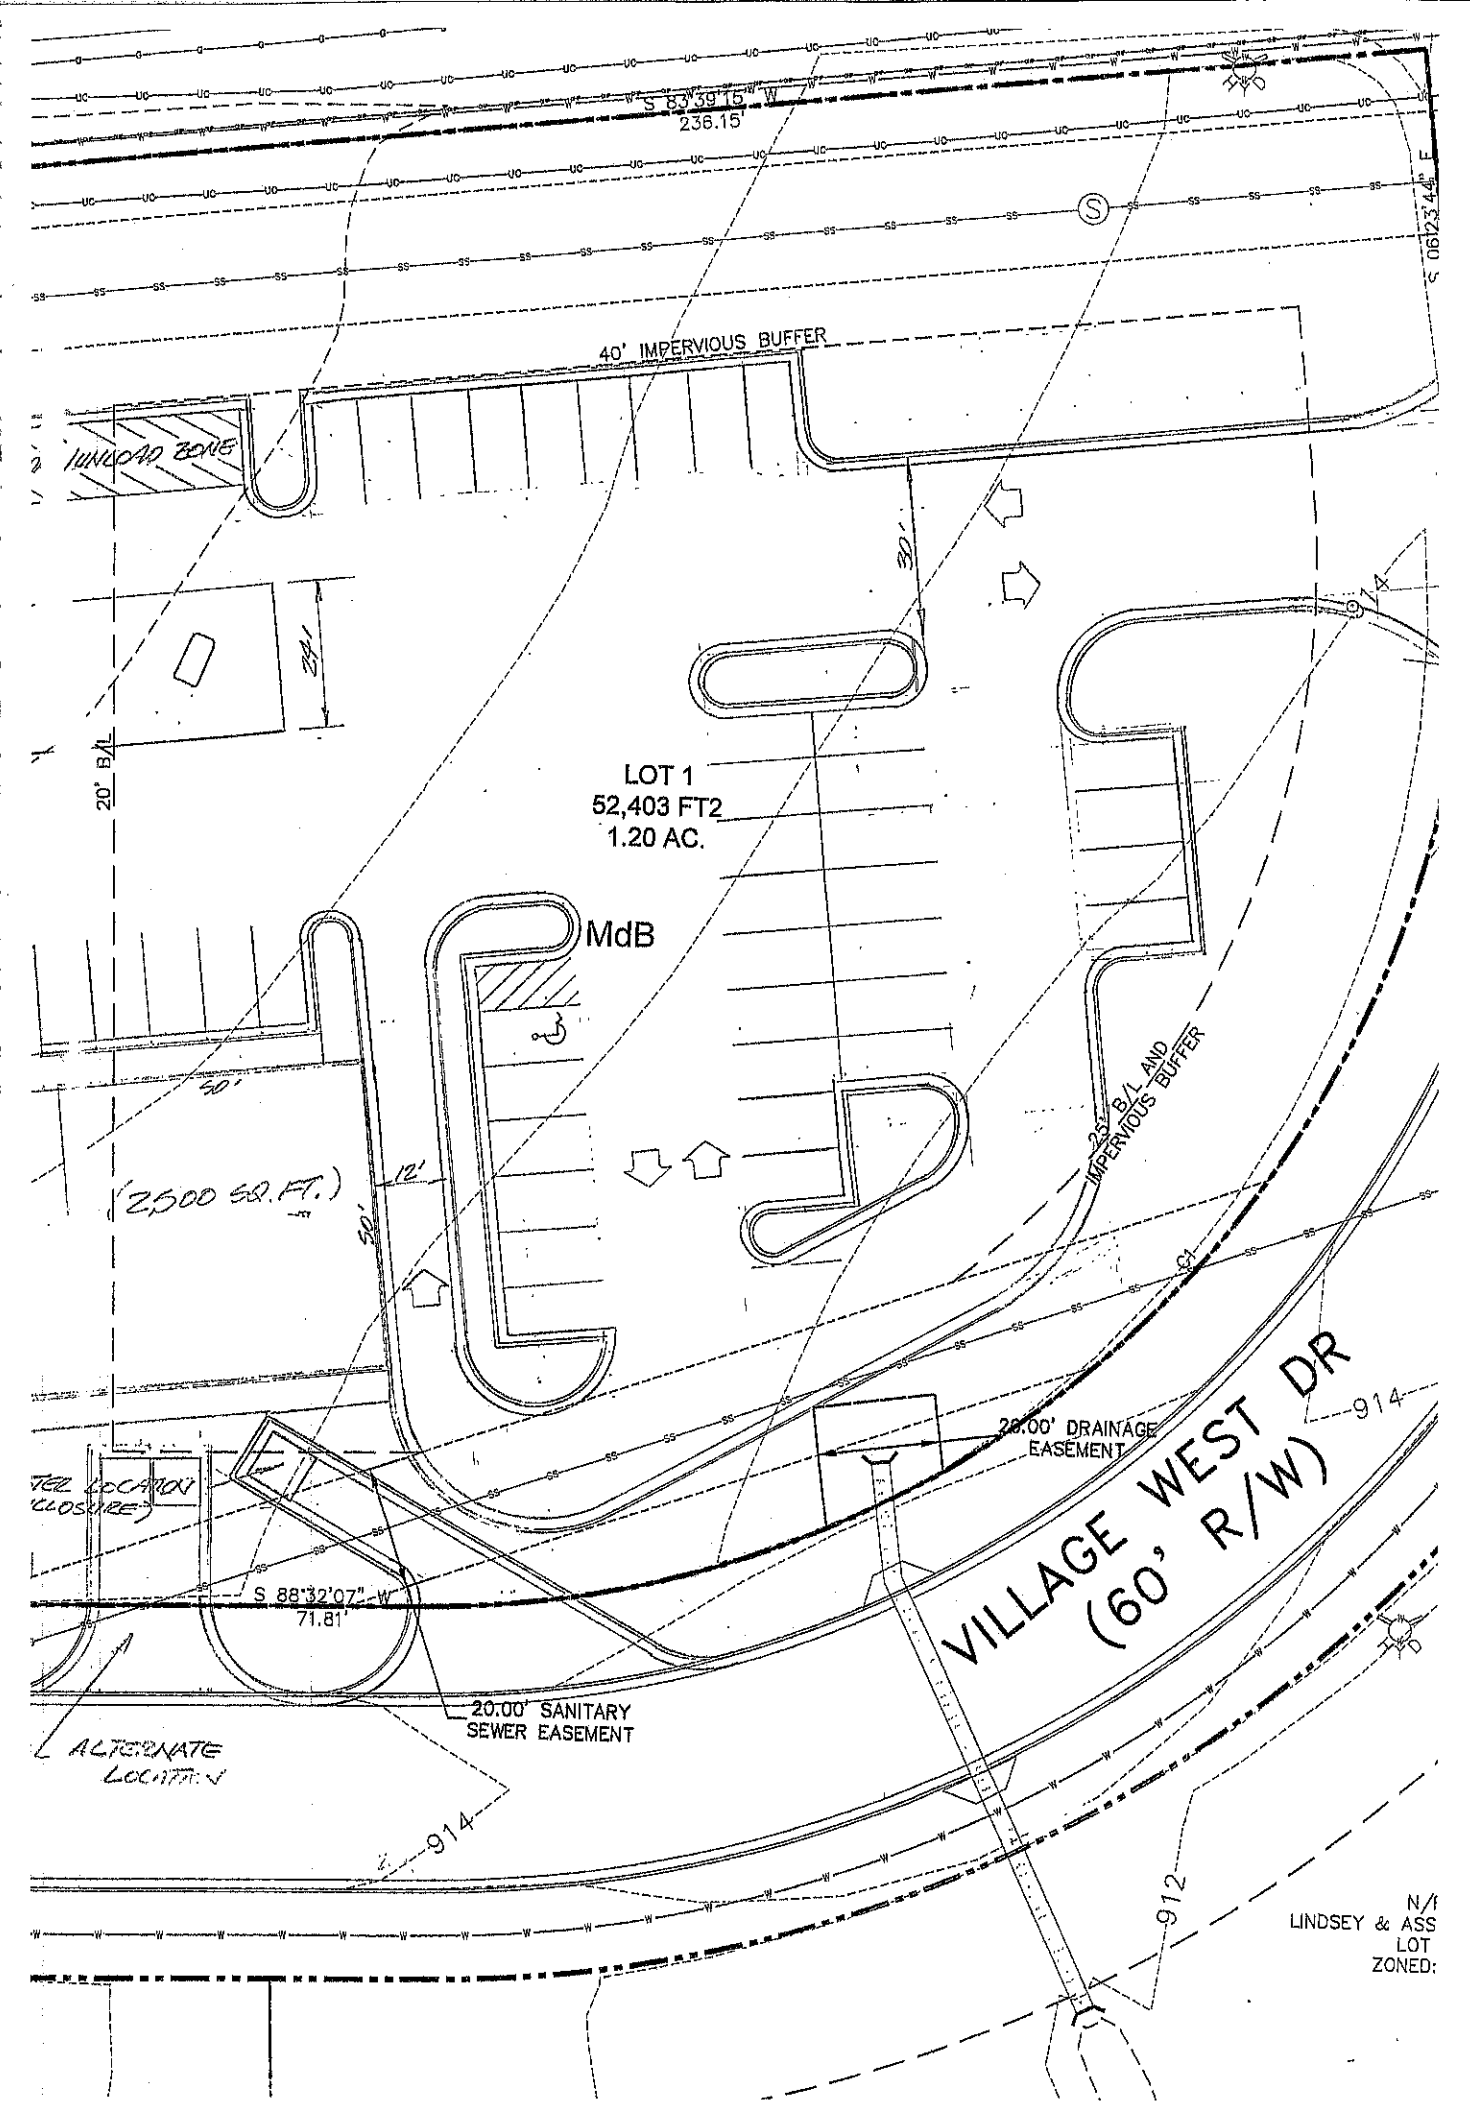 S 83°39'15" W
236.15'
S 06°23'44" E
S
40' IMPERVIOUS BUFFER
UNLOAD ZONE
30'
24'
20' B/L
LOT 1
52,403 FT2
1.20 AC.
MdB
50'
(2,500 SQ. FT.)
12'
50'
25' B/L AND
IMPERVIOUS BUFFER
C1
VILLAGE WEST DR
(60' R/W)
914
20.00' DRAINAGE
EASEMENT
LOCATION
S 88°32'07" W
71.81'
20.00' SANITARY
SEWER EASEMENT
ALTERNATE
LOCATION
914
912
LINDSEY & ASS
LOT
ZONED: